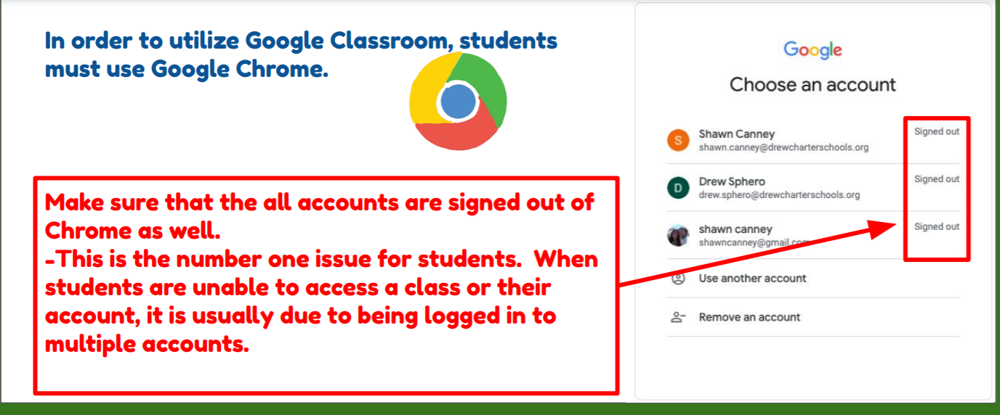 In order to utilize Google Classroom, students
must use Google Chrome.
Make sure that the all accounts are signed out of
Chrome as well.
-This is the number one issue for students. When
students are unable to access a class or their
account, it is usually due to being logged in to
multiple accounts.
Google
Choose an account
S
Shawn Canney
Signed out
shawn.canney@drewcharterschools.org
D
Drew Sphero
Signed out
drew.sphero@drewcharterschools.org
shawn canney
Signed out
shawncanney@gmail.com
Use another account
Remove an account